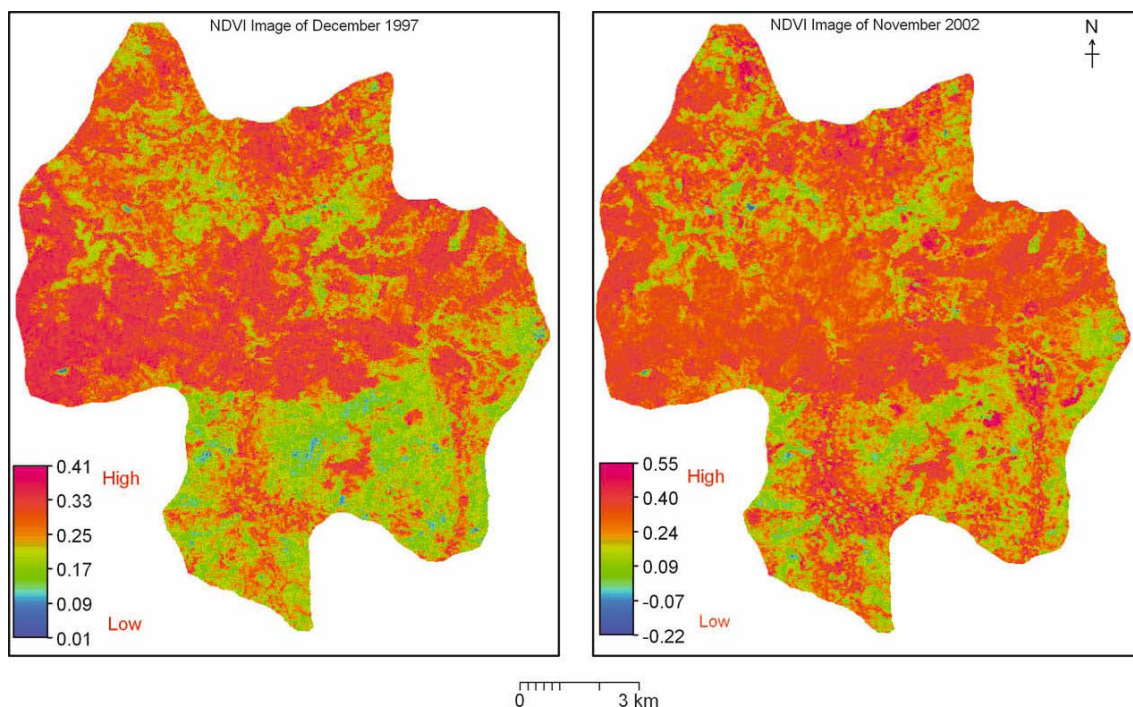 NDVI Image of December 1997
0.41
High
0.33
0.25
0.17
0.09
Low
0.01
NDVI Image of November 2002
N
0.55
High
0.40
0.24
0.09
-0.07
Low
-0.22
0 3 km